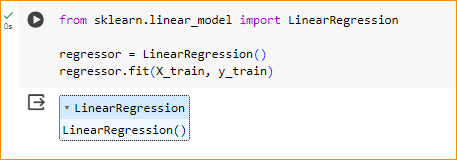 0s
from sklearn.linear_model import LinearRegression
regressor = LinearRegression()
regressor.fit(X_train, y_train)
LinearRegression
LinearRegression()